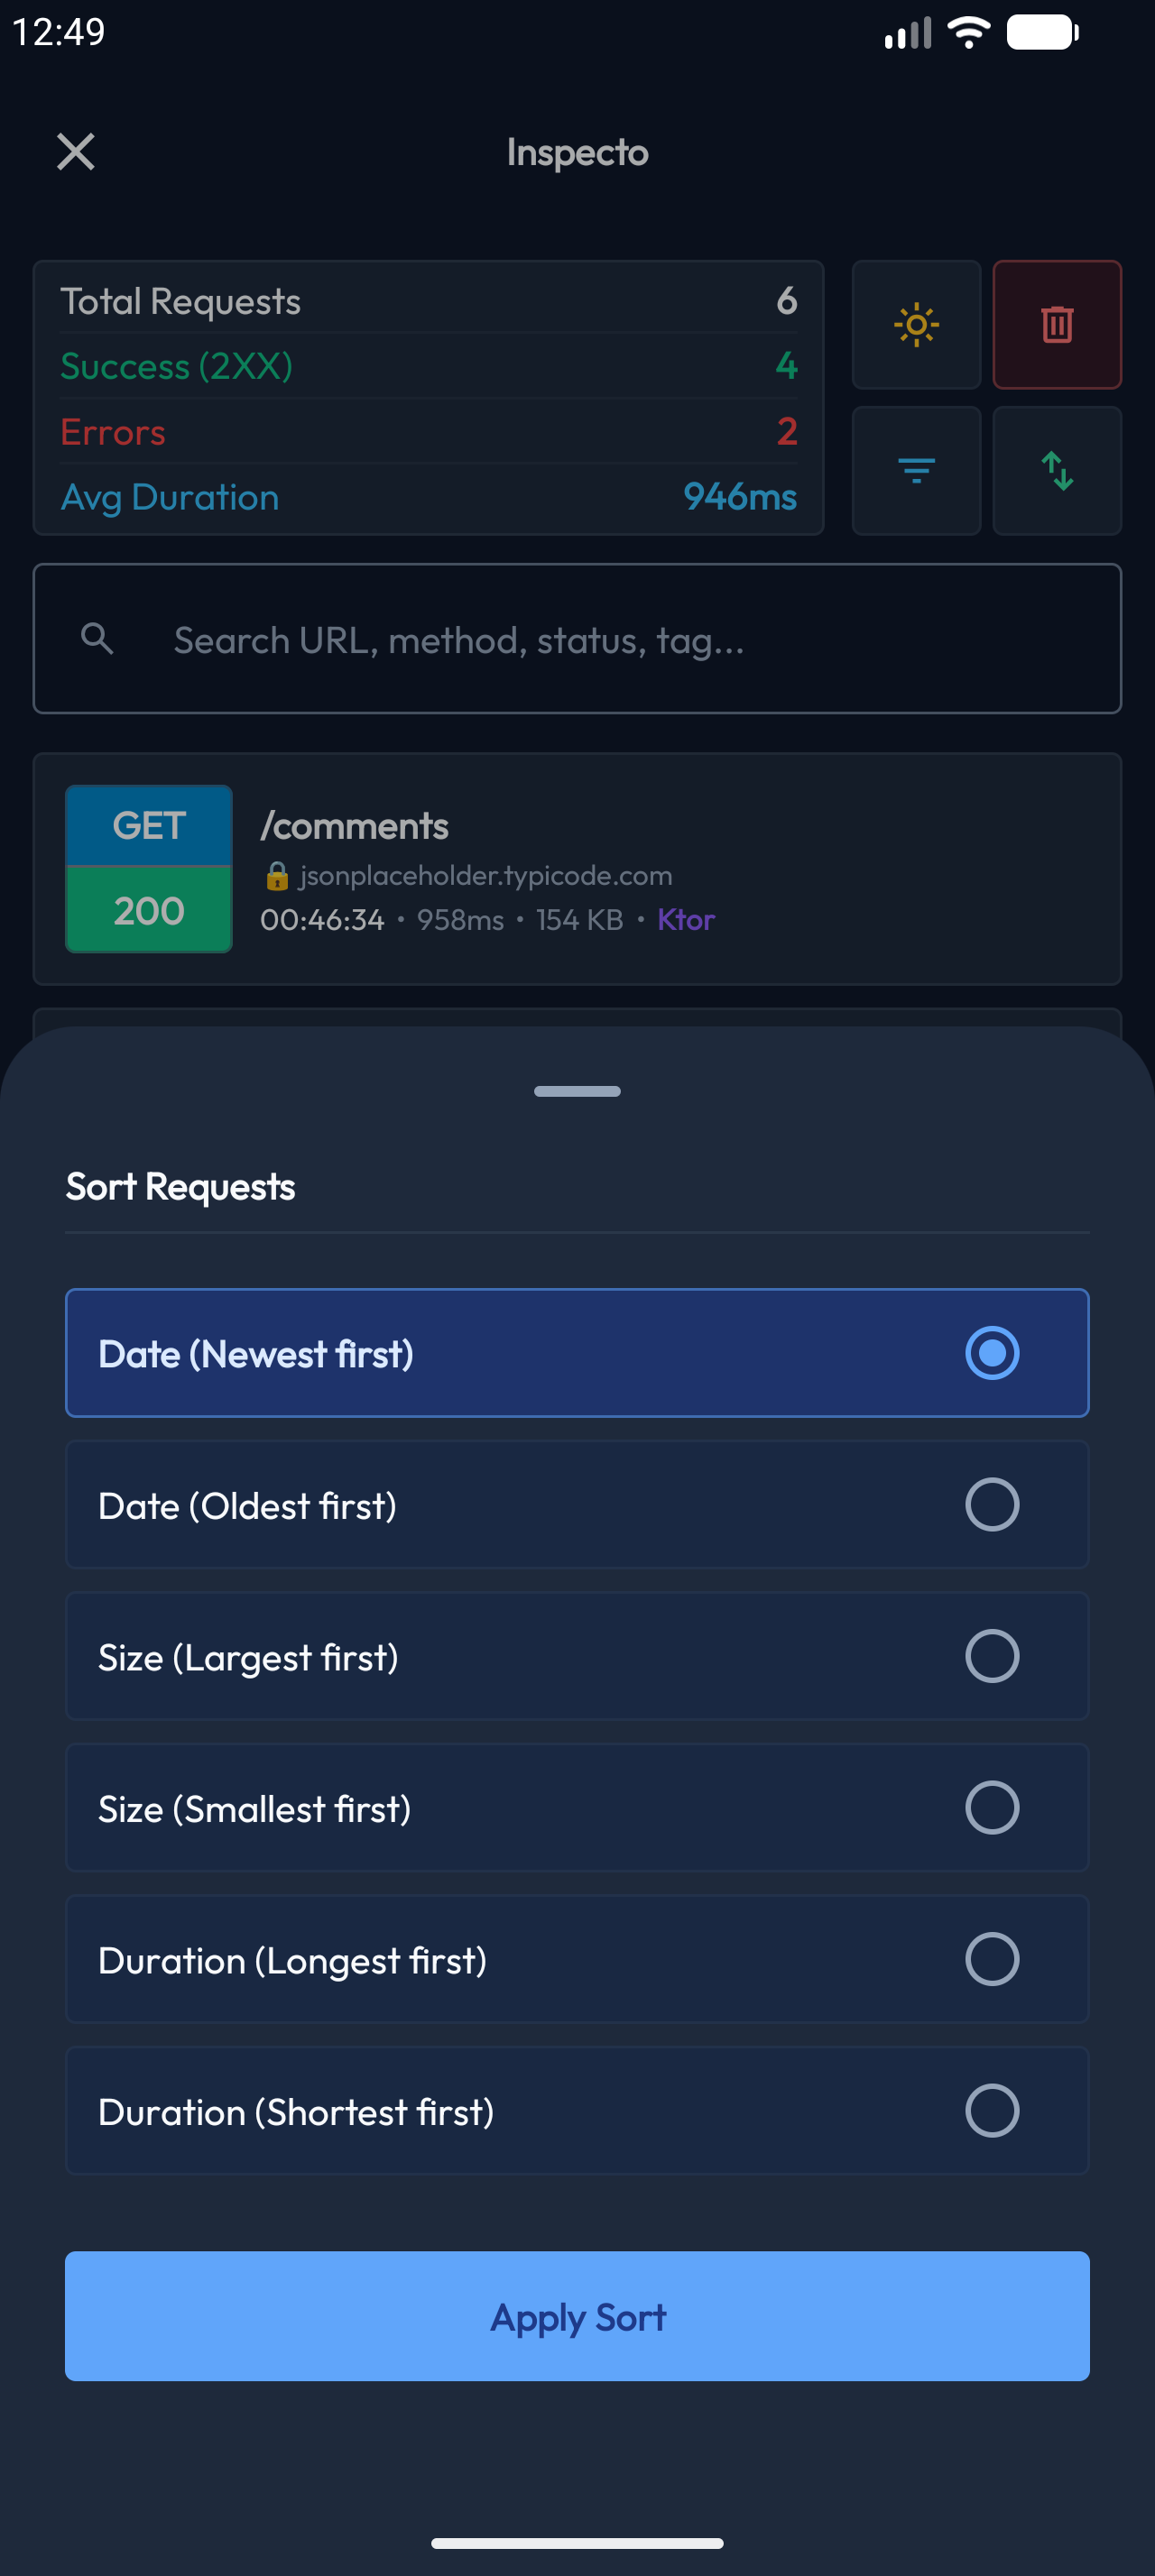 12:49
Inspecto
Total Requests 6
Success (2XX) 4
Errors 2
Avg Duration 946ms
Search URL, method, status, tag...
GET
200
/comments
🔒 jsonplaceholder.typicode.com
00:46:34 • 958ms • 154 KB • Ktor
Sort Requests
Date (Newest first)
Date (Oldest first)
Size (Largest first)
Size (Smallest first)
Duration (Longest first)
Duration (Shortest first)
Apply Sort